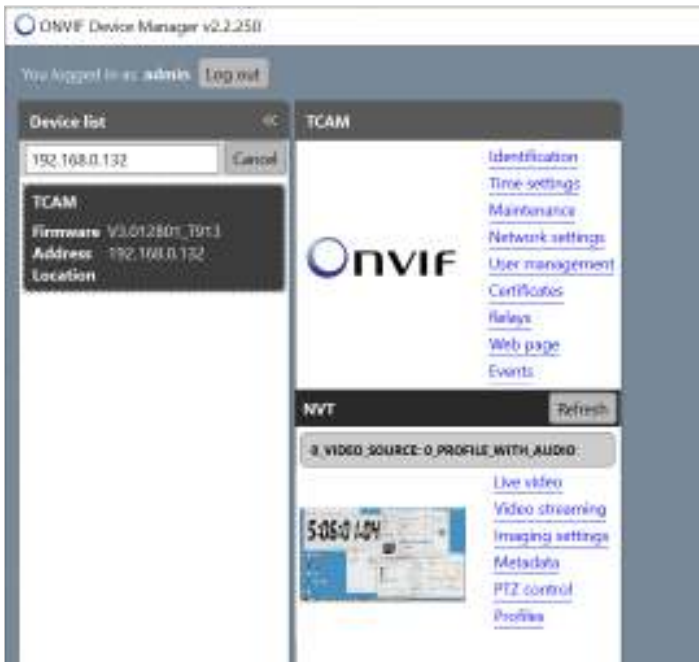 ONVIF Device Manager v2.2.250
You logged in as admin Log out
Device list «
192.168.0.132 Cancel
TCAM
Firmware V3.012801_T913
Address 192.168.0.132
Location
TCAM
ONVIF
Identification
Time settings
Maintenance
Network settings
User management
Certificates
Relays
Web page
Events
NVT Refresh
0_VIDEO_SOURCE: 0_PROFILE_WITH_AUDIO
Live video
Video streaming
Imaging settings
Metadata
PTZ control
Profiles